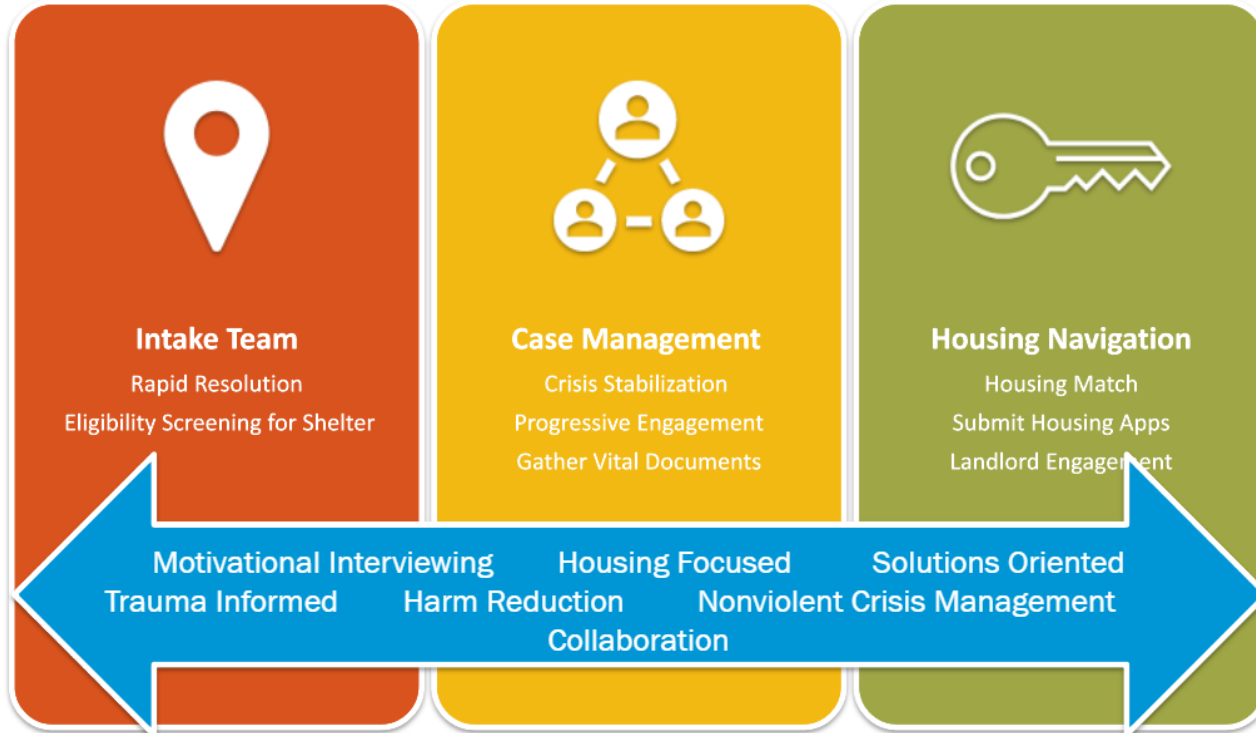 Intake Team
Rapid Resolution
Eligibility Screening for Shelter
Case Management
Crisis Stabilization
Progressive Engagement
Gather Vital Documents
Housing Navigation
Housing Match
Submit Housing Apps
Landlord Engagement
Motivational Interviewing Housing Focused Solutions Oriented
Trauma Informed Harm Reduction Nonviolent Crisis Management
Collaboration